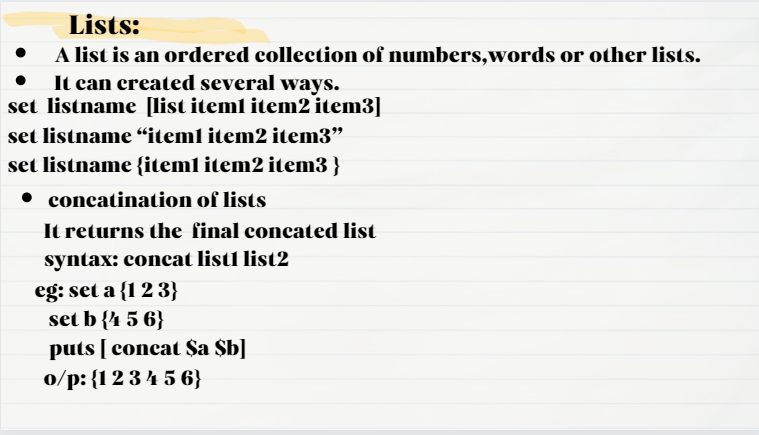 Lists:
• A list is an ordered collection of numbers,words or other lists.
• It can created several ways.
set listname [list item1 item2 item3]
set listname “item1 item2 item3”
set listname {item1 item2 item3 }
• concatination of lists
It returns the final concated list
syntax: concat list1 list2
eg: set a {1 2 3}
set b {4 5 6}
puts [ concat $a $b]
o/p: {1 2 3 4 5 6}